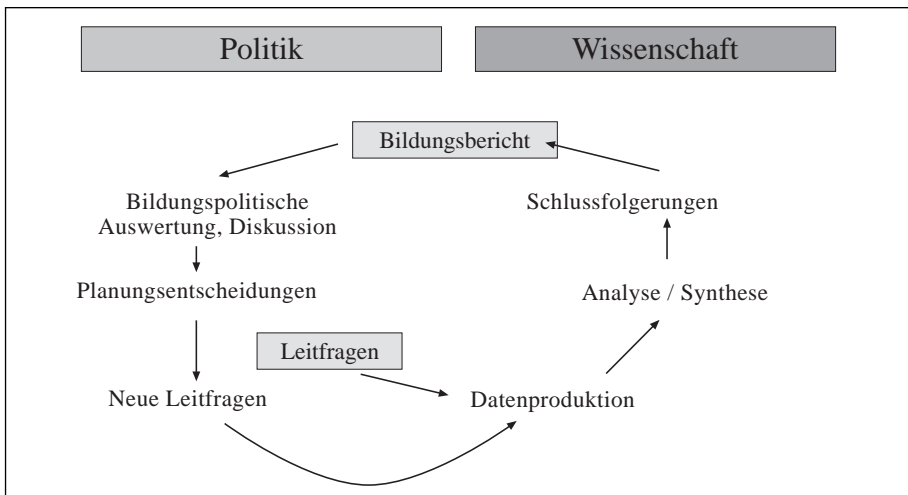 Politik
Wissenschaft
Bildungsbericht
Bildungspolitische
Auswertung, Diskussion
Schlussfolgerungen
Planungsentscheidungen
Analyse / Synthese
Leitfragen
Neue Leitfragen
Datenproduktion